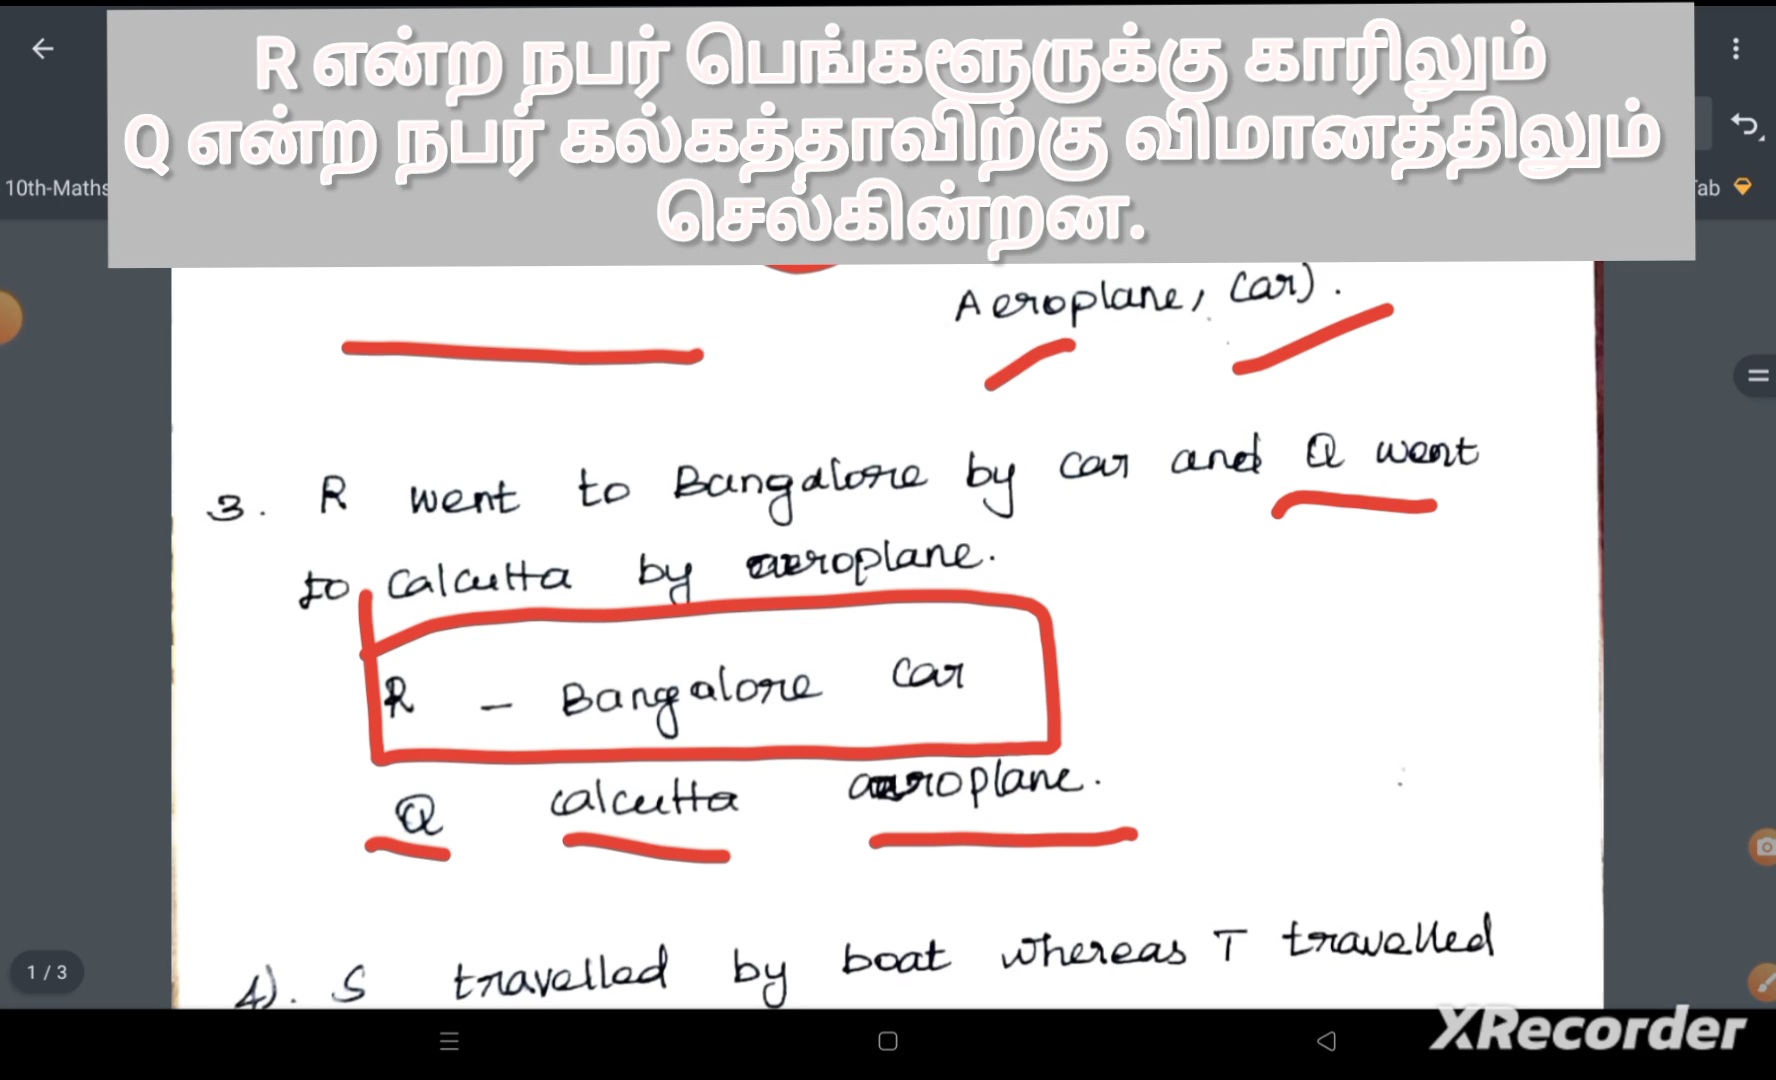 R என்ற நபர் பெங்களூருக்கு காரிலும்
Q என்ற நபர் கல்கத்தாவிற்கு விமானத்திலும்
செல்கின்றன.
10th-Maths
Tab
Aeroplane, Car).
3. R went to Bangalore by car and Q went
to Calcutta by aeroplane.
R - Bangalore Car
Q Calcutta aeroplane.
4). S travelled by boat whereas T travelled
1 / 3
XRecorder